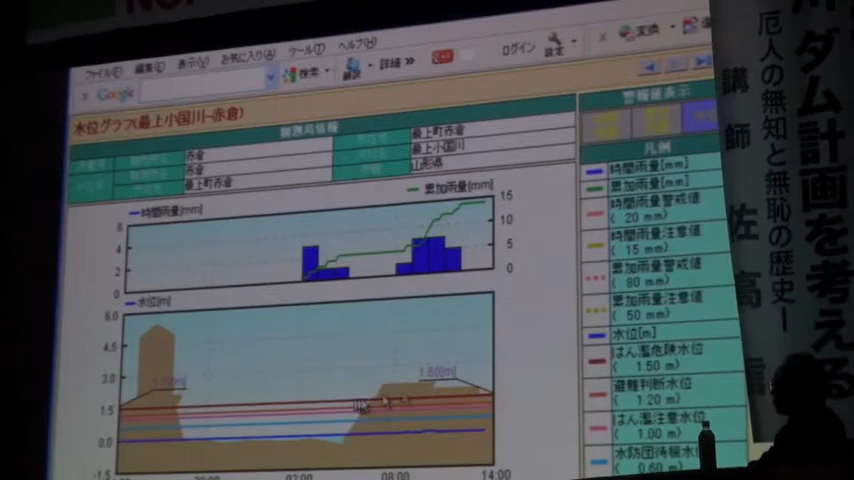 ファイル(F) 編集(E) 表示(V) お気に入り(A) ツール(T) ヘルプ(H)
Google 検索 翻訳 詳細 >> ログイン 設定 変換
水位グラフ(最上小国川-赤倉)
観測局情報
警報値表示
赤倉 最上町赤倉
赤倉 最上小国川
最上町赤倉 山形県
凡例
時間雨量[mm]
累加雨量[mm]
時間雨量[mm]
累加雨量[mm]
時間雨量警戒値
( 20 mm)
時間雨量注意値
( 15 mm)
累加雨量警戒値
( 80 mm)
累加雨量注意値
( 50 mm)
水位[m]
はん濫危険水位
( 1.50 m)
避難判断水位
( 1.20 m)
はん濫注意水位
( 1.00 m)
水防団待機水
( 0.60 m)
6
4
2
0
15
10
5
0
水位[m]
6.0
4.5
3.0
1.5
0.0
-1.5
1.60[m]
02:00 08:00 14:00
川ダム計画を考える
厄人の無知と無恥の歴史
講師 佐高信